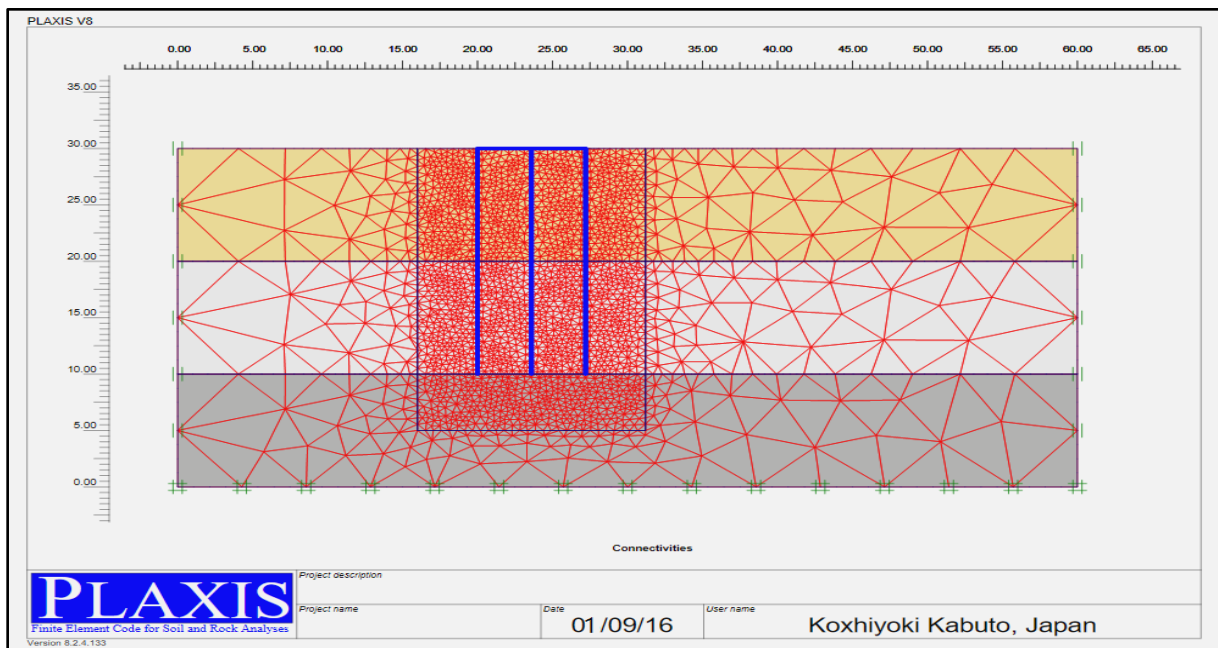 PLAXIS V8
0.00 5.00 10.00 15.00 20.00 25.00 30.00 35.00 40.00 45.00 50.00 55.00 60.00 65.00
35.00
30.00
25.00
20.00
15.00
10.00
5.00
0.00
Connectivities
PLAXIS
Finite Element Code for Soil and Rock Analyses
Version 8.2.4.133
Project description
Project name
Date
01/09/16
User name
Koxhiyoki Kabuto, Japan